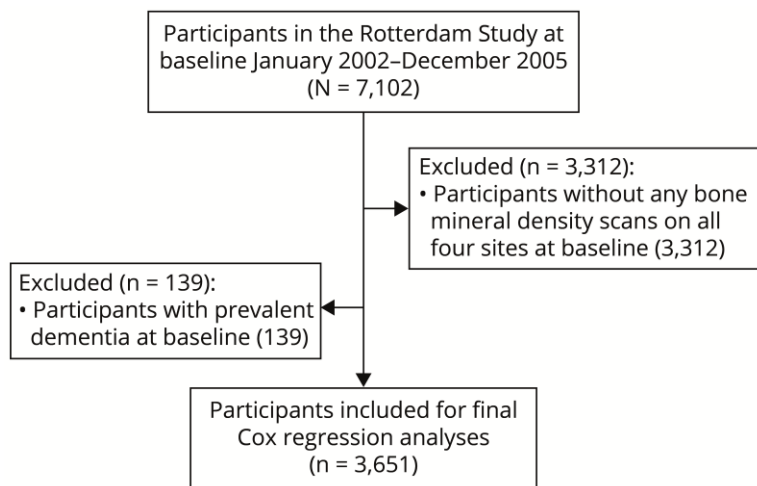 Participants in the Rotterdam Study at
baseline January 2002–December 2005
(N = 7,102)
Excluded (n = 3,312):
• Participants without any bone
mineral density scans on all
four sites at baseline (3,312)
Excluded (n = 139):
• Participants with prevalent
dementia at baseline (139)
Participants included for final
Cox regression analyses
(n = 3,651)